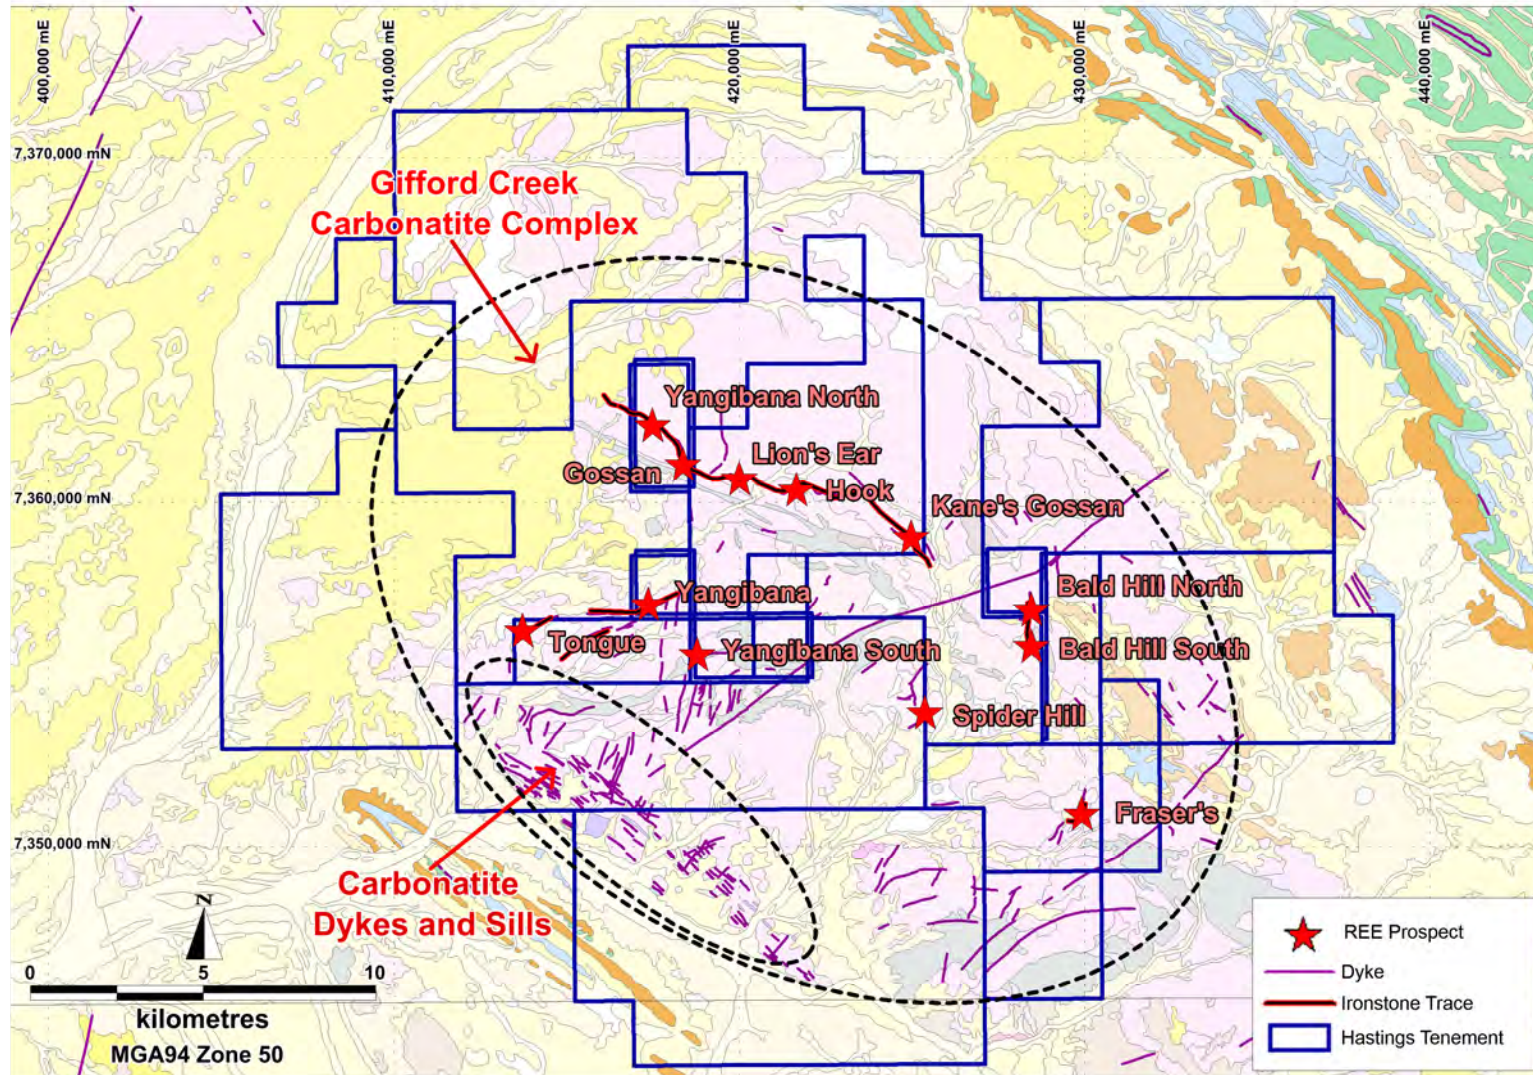 400,000 mE
410,000 mE
420,000 mE
430,000 mE
440,000 mE
7,370,000 mN
Gifford Creek
Carbonatite Complex
Yangibana North
Lion's Ear
Gossan
Hook
7,360,000 mN
Kane's Gossan
Yangibana
Bald Hill North
Tongue
Yangibana South
Bald Hill South
Spider Hill
Fraser's
7,350,000 mN
Carbonatite
Dykes and Sills
N
0 5 10
kilometres
MGA94 Zone 50
REE Prospect
Dyke
Ironstone Trace
Hastings Tenement